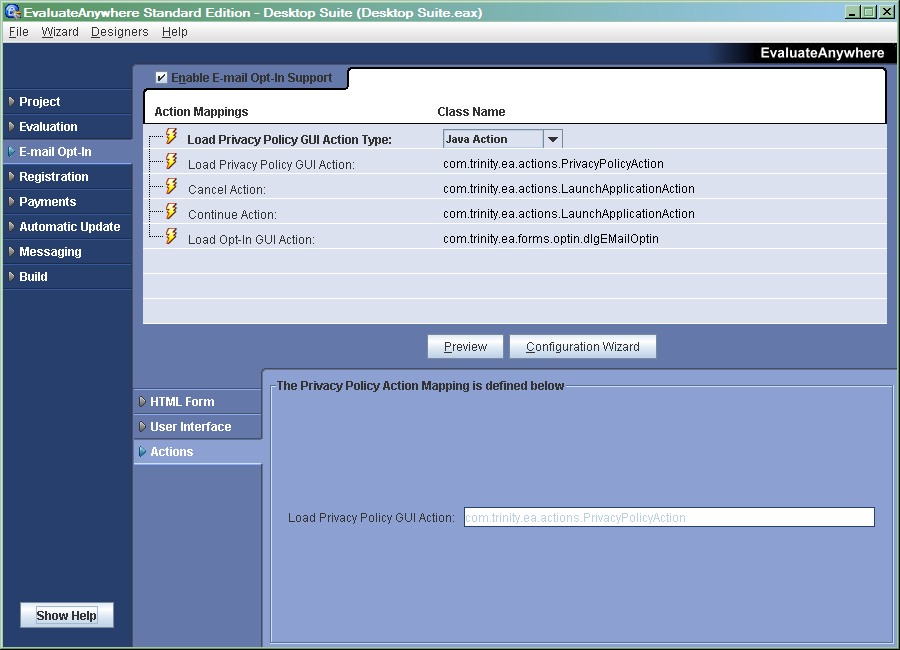 EvaluateAnywhere Standard Edition - Desktop Suite (Desktop Suite.eax)
File Wizard Designers Help
EvaluateAnywhere
Enable E-mail Opt-In Support
Project
Evaluation
E-mail Opt-In
Registration
Payments
Automatic Update
Messaging
Build
Action Mappings Class Name
Load Privacy Policy GUI Action Type: Java Action
Load Privacy Policy GUI Action: com.trinity.ea.actions.PrivacyPolicyAction
Cancel Action: com.trinity.ea.actions.LaunchApplicationAction
Continue Action: com.trinity.ea.actions.LaunchApplicationAction
Load Opt-In GUI Action: com.trinity.ea.forms.optin.dlgEMailOptin
Preview Configuration Wizard
HTML Form
User Interface
Actions
The Privacy Policy Action Mapping is defined below
Load Privacy Policy GUI Action: com.trinity.ea.actions.PrivacyPolicyAction
Show Help